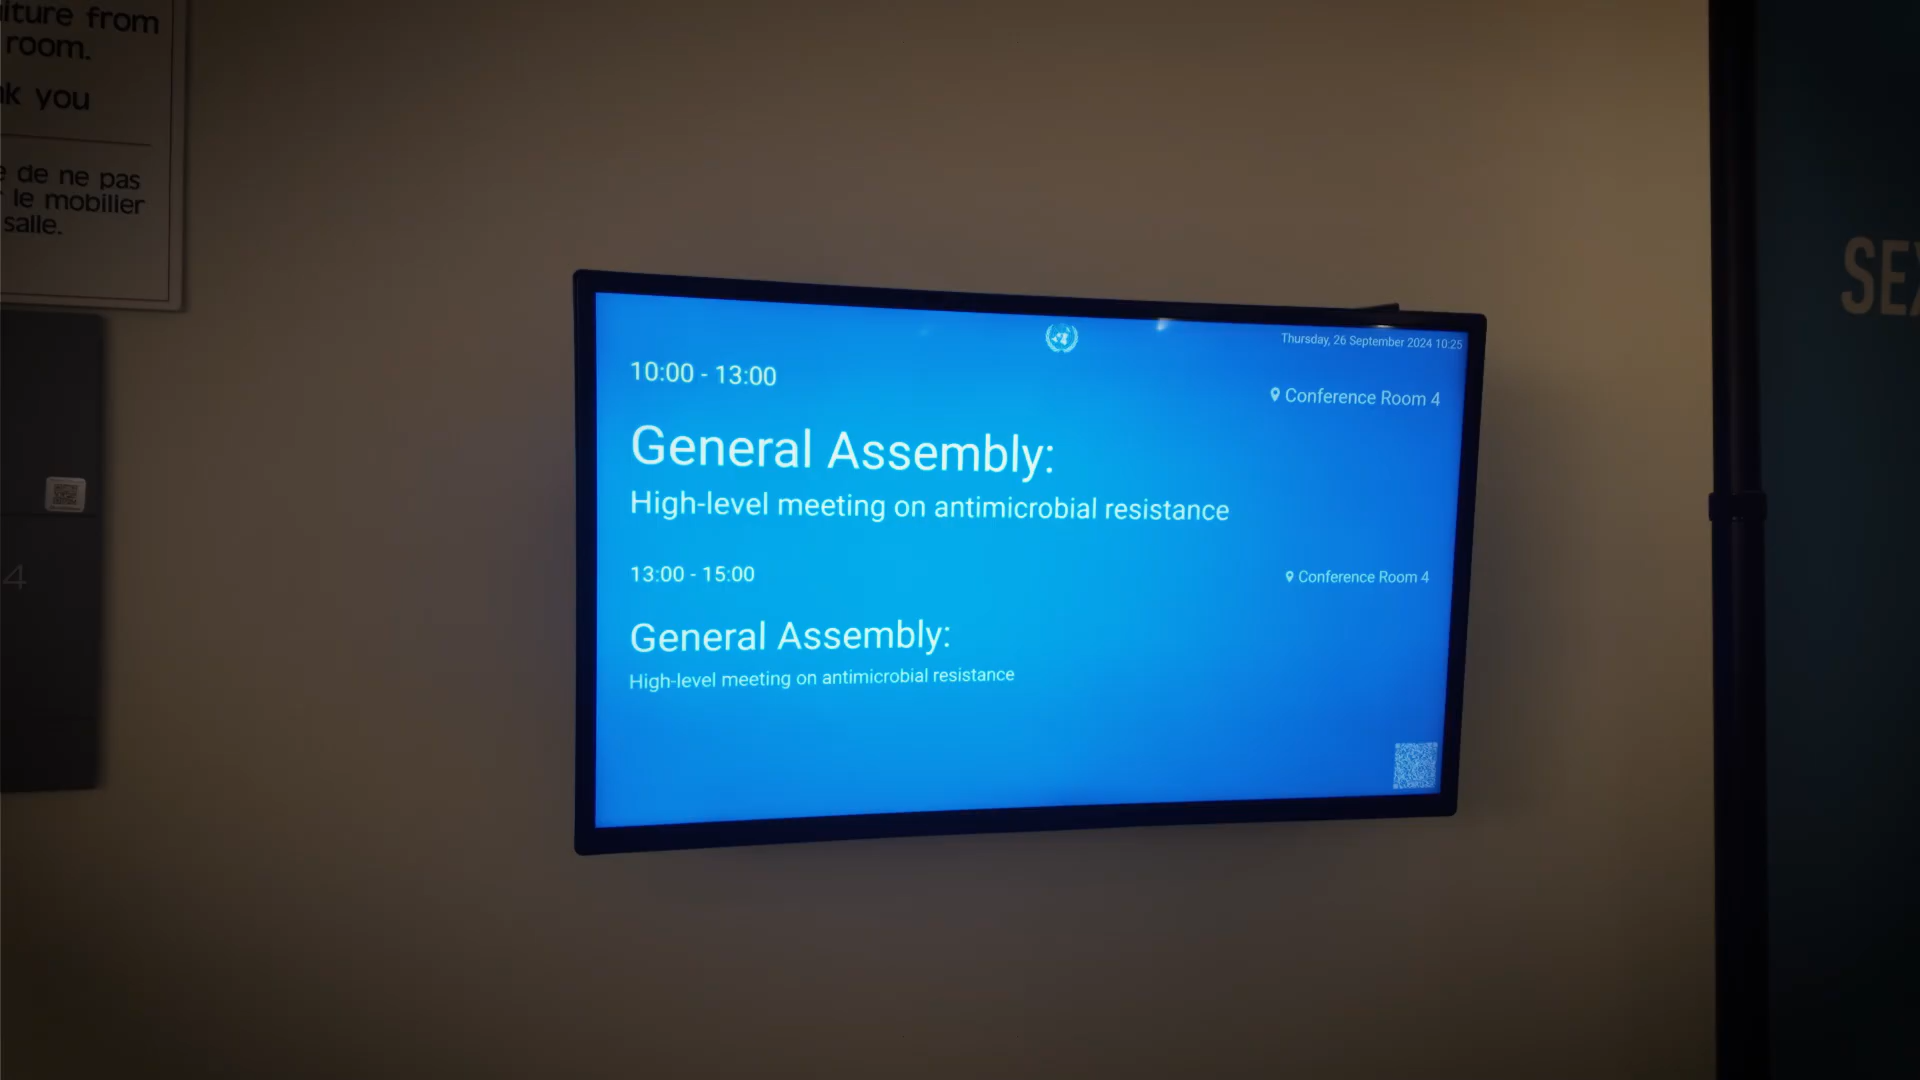 from
room.
you
de ne pas
le mobilier
salle.
4
Thursday, 26 September 2024 10:25
10:00 - 13:00
Conference Room 4
General Assembly:
High-level meeting on antimicrobial resistance
13:00 - 15:00
Conference Room 4
General Assembly:
High-level meeting on antimicrobial resistance